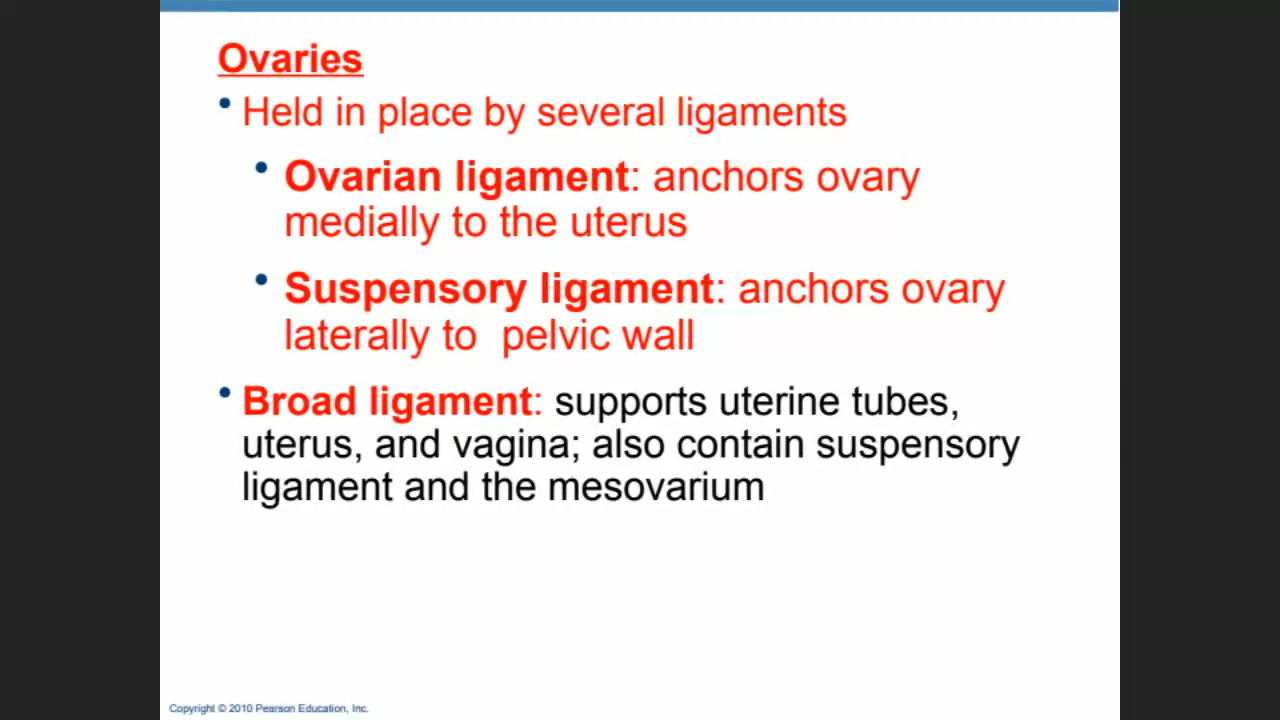 Ovaries
• Held in place by several ligaments
• Ovarian ligament: anchors ovary
medially to the uterus
• Suspensory ligament: anchors ovary
laterally to  pelvic wall
• Broad ligament: supports uterine tubes,
uterus, and vagina; also contain suspensory
ligament and the mesovarium
Copyright © 2010 Pearson Education, Inc.